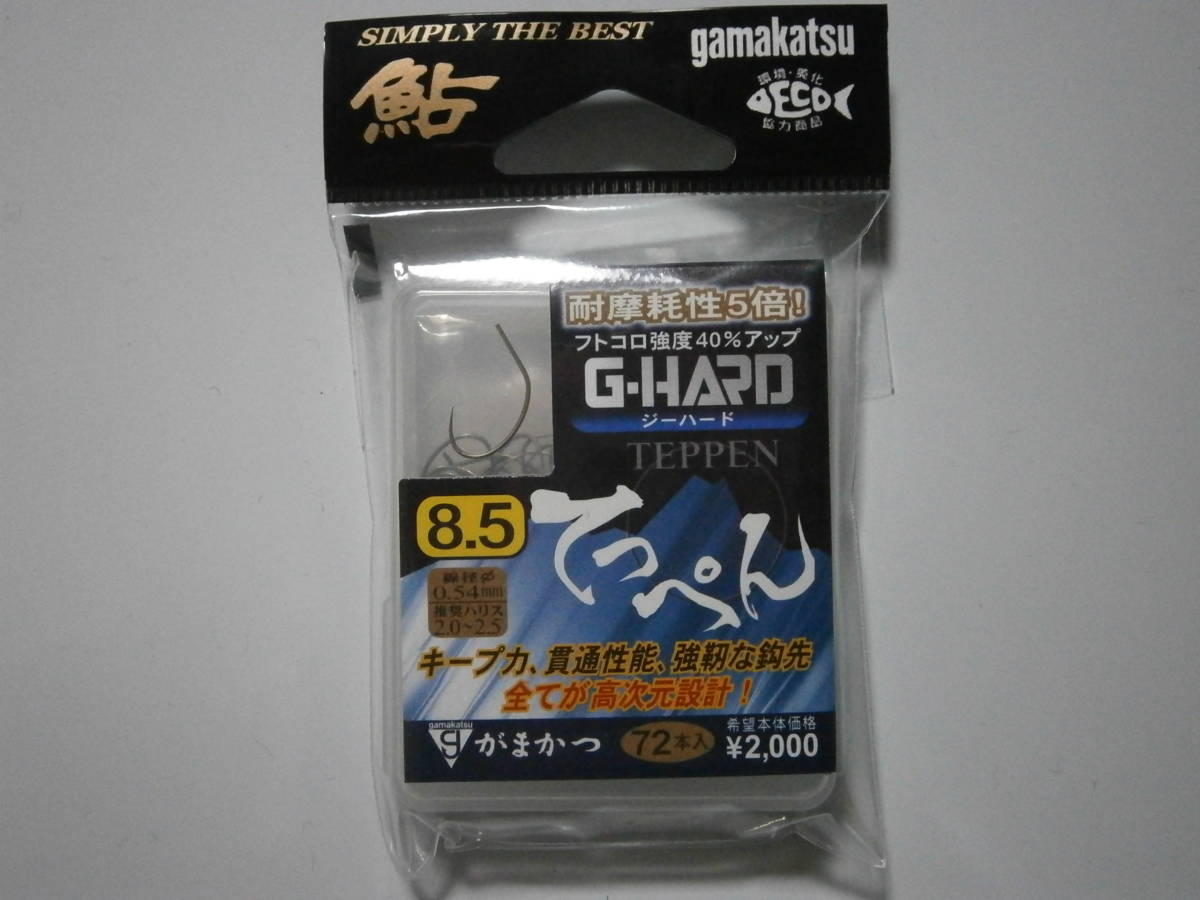 SIMPLY THE BEST
gamakatsu
鮎
環境・美化
ECO
協力商品
耐摩耗性5倍!
フトコロ強度40%アップ
G-HARD
ジーハード
TEPPEN
8.5
てっぺん
線径φ
0.54mm
推奨ハリス
2.0~2.5
キープ力、貫通性能、強靭な鈎先
全てが高次元設計!
gamakatsu
がまかつ
72本入
希望本体価格
¥2,000